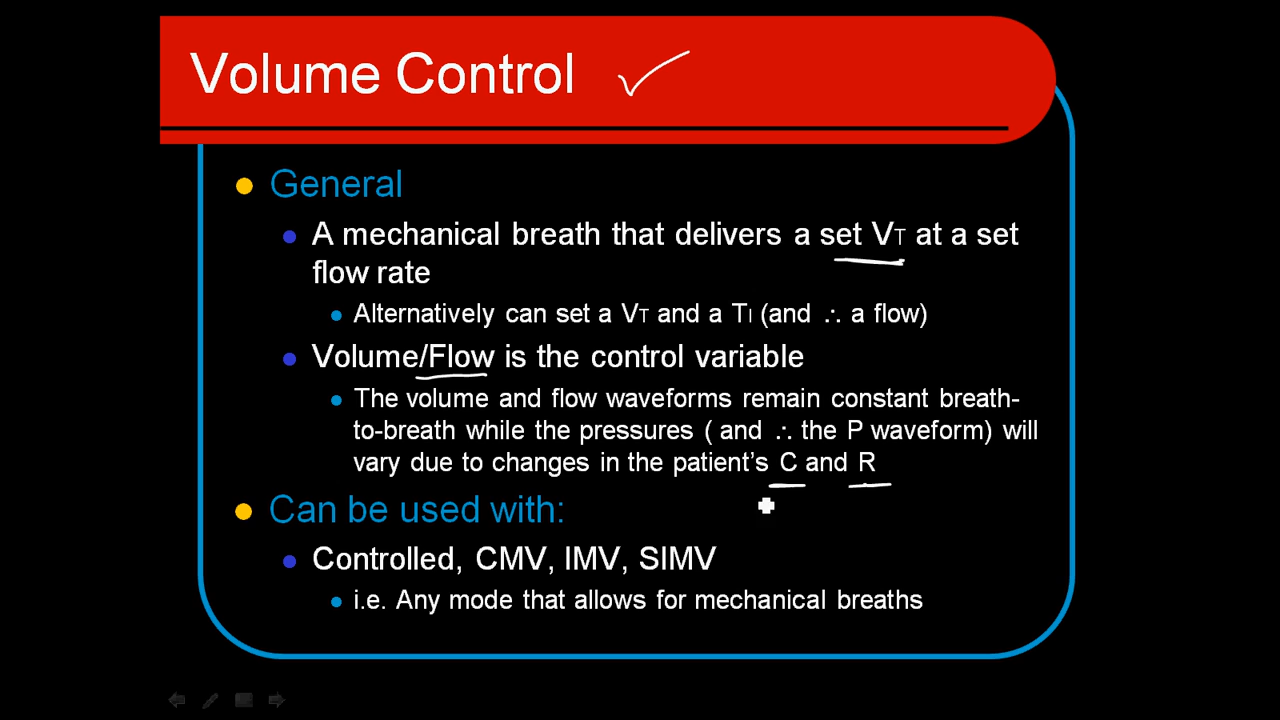 Volume Control
General
A mechanical breath that delivers a set VT at a set
flow rate
Alternatively can set a VT and a TI (and ∴ a flow)
Volume/Flow is the control variable
The volume and flow waveforms remain constant breath-
to-breath while the pressures ( and ∴ the P waveform) will
vary due to changes in the patient's C and R
Can be used with:
Controlled, CMV, IMV, SIMV
i.e. Any mode that allows for mechanical breaths